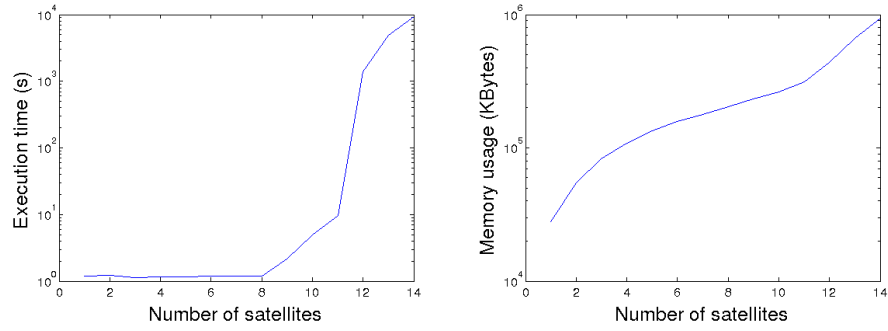 Execution time (s)
10^4
10^3
10^2
10^1
10^0
0 2 4 6 8 10 12 14
Number of satellites
Memory usage (KBytes)
10^6
10^5
10^4
0 2 4 6 8 10 12 14
Number of satellites